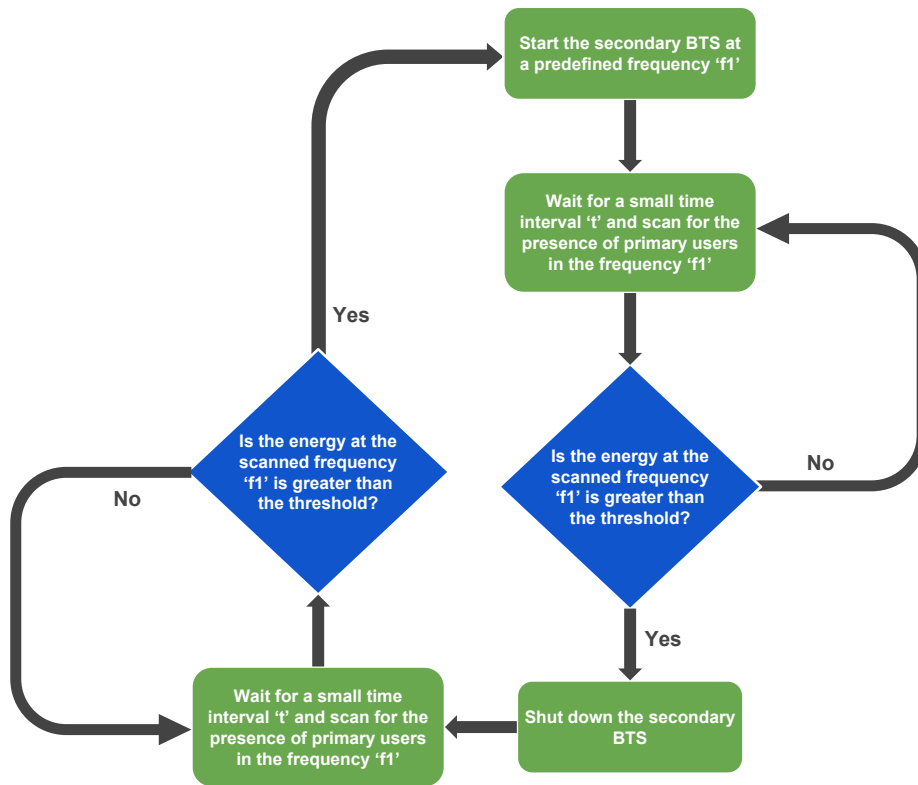 Start the secondary BTS at
a predefined frequency ‘f1’
Wait for a small time
interval ‘t’ and scan for the
presence of primary users
in the frequency ‘f1’
Yes
Is the energy at the
scanned frequency
‘f1’ is greater than
the threshold?
No
Is the energy at the
scanned frequency
‘f1’ is greater than
the threshold?
No
Yes
Wait for a small time
interval ‘t’ and scan for the
presence of primary users
in the frequency ‘f1’
Shut down the secondary
BTS